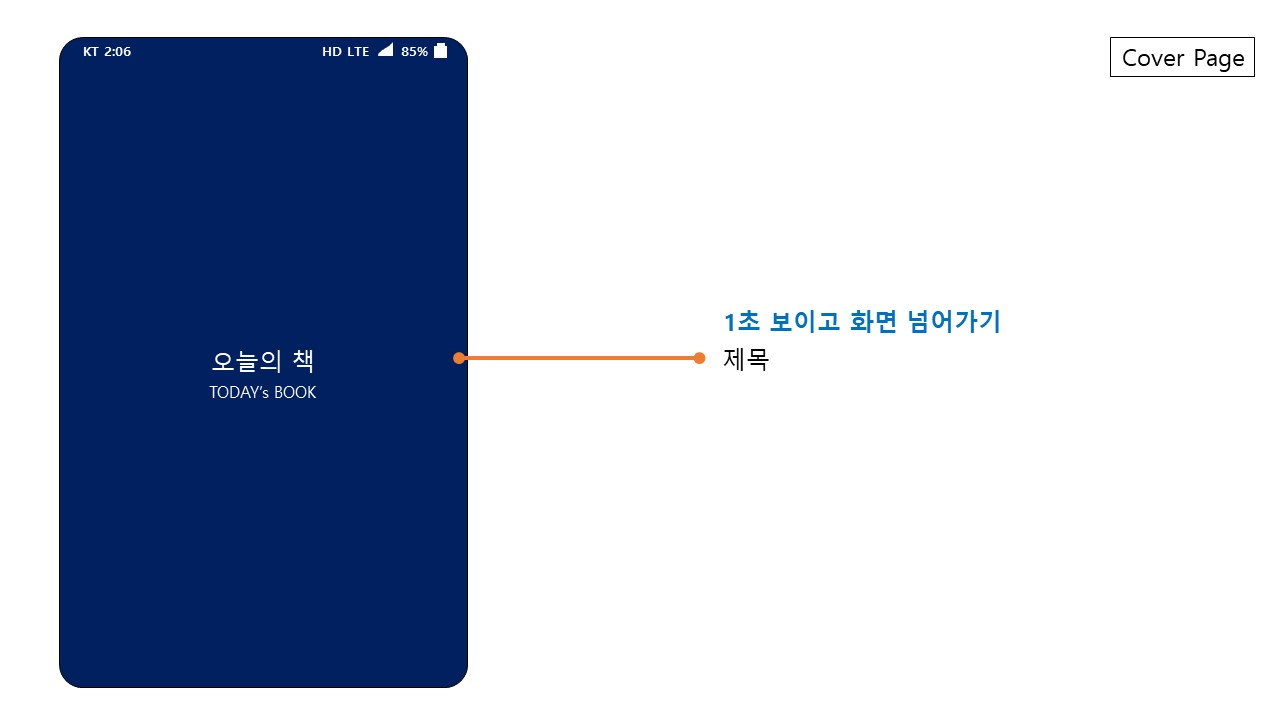 KT 2:06
HD LTE 85%
Cover Page
오늘의 책
TODAY’s BOOK
1초 보이고 화면 넘어가기
제목